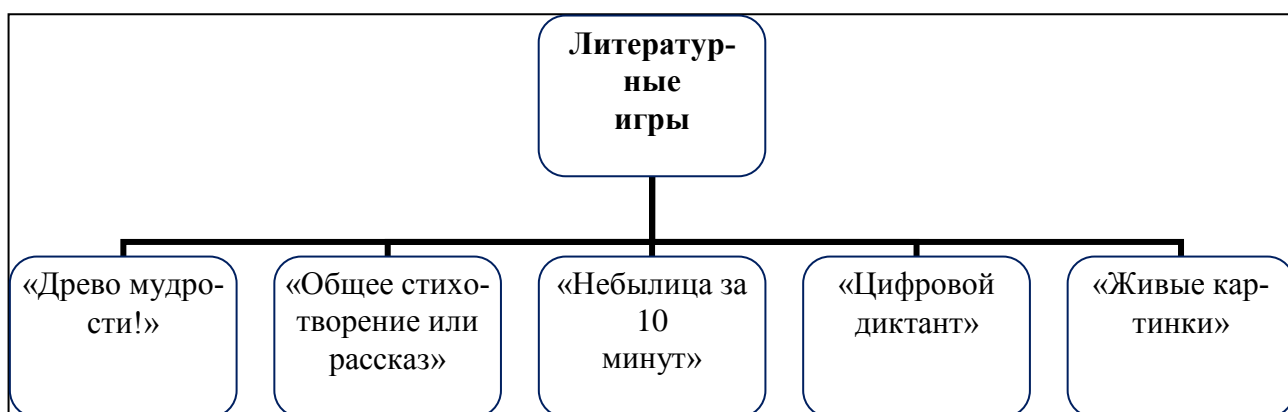 Литератур-
ные
игры
«Древо мудро-
сти!»
«Общее стихо-
творение или
рассказ»
«Небылица за
10
минут»
«Цифровой
диктант»
«Живые кар-
тинки»